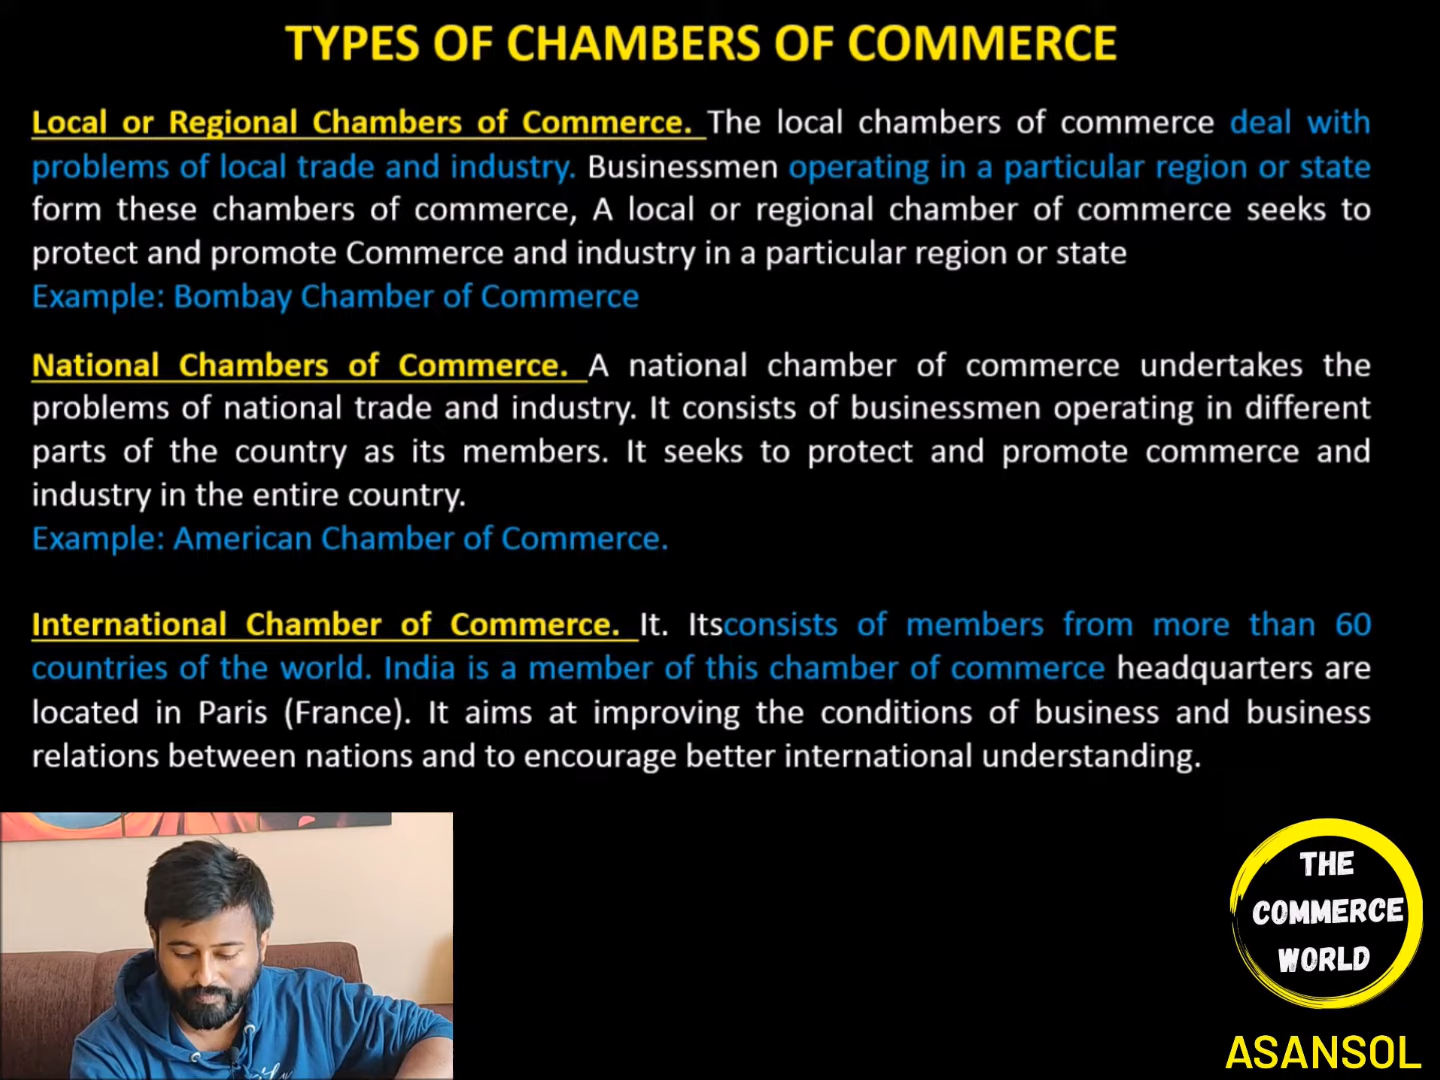 TYPES OF CHAMBERS OF COMMERCE
Local or Regional Chambers of Commerce. The local chambers of commerce deal with
problems of local trade and industry. Businessmen operating in a particular region or state
form these chambers of commerce, A local or regional chamber of commerce seeks to
protect and promote Commerce and industry in a particular region or state
Example: Bombay Chamber of Commerce
National Chambers of Commerce. A national chamber of commerce undertakes the
problems of national trade and industry. It consists of businessmen operating in different
parts of the country as its members. It seeks to protect and promote commerce and
industry in the entire country.
Example: American Chamber of Commerce.
International Chamber of Commerce. It. Itsconsists of members from more than 60
countries of the world. India is a member of this chamber of commerce headquarters are
located in Paris (France). It aims at improving the conditions of business and business
relations between nations and to encourage better international understanding.
THE
COMMERCE
WORLD
ASANSOL